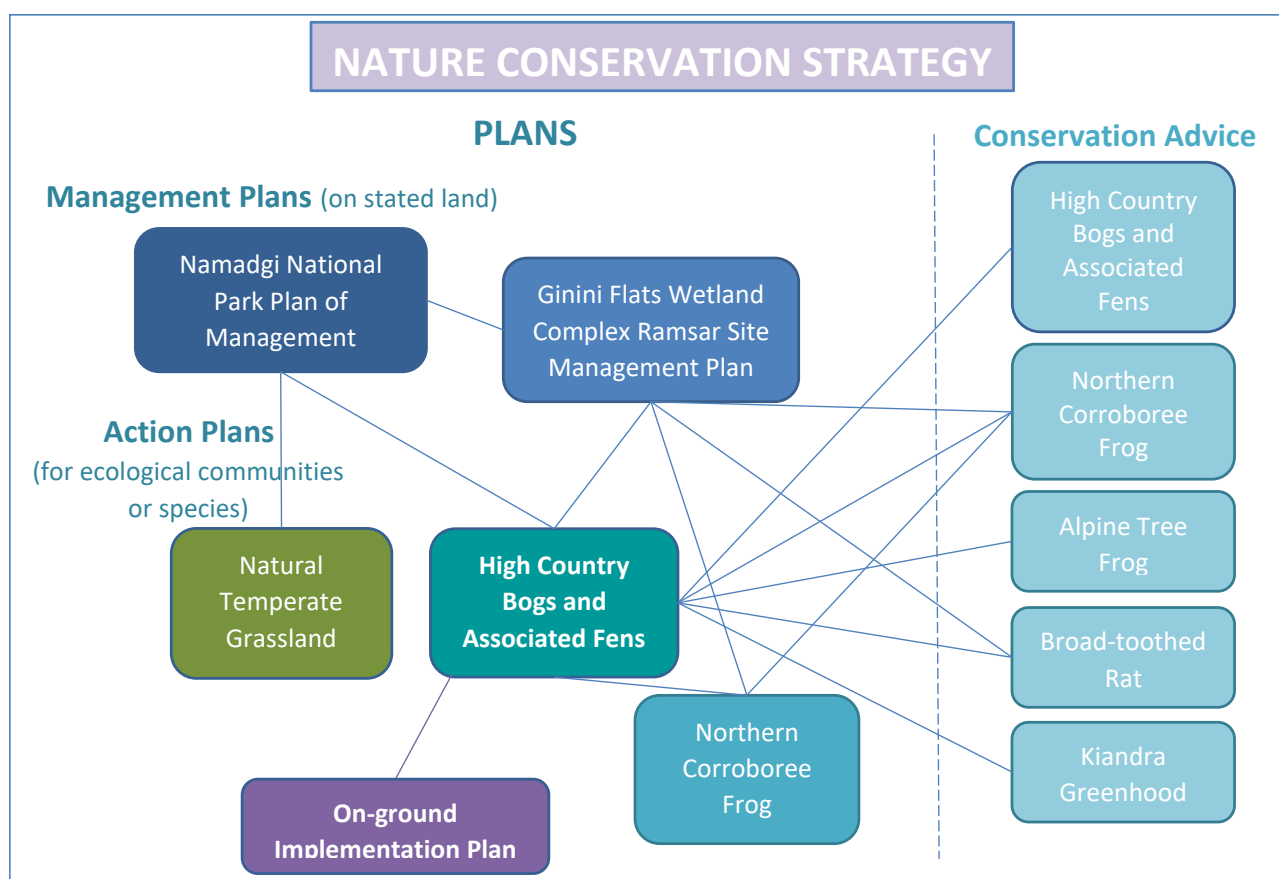 NATURE CONSERVATION STRATEGY
PLANS
Management Plans (on stated land)
Namadgi National
Park Plan of
Management
Ginini Flats Wetland
Complex Ramsar Site
Management Plan
Action Plans
(for ecological communities
or species)
Natural
Temperate
Grassland
High Country
Bogs and
Associated Fens
Northern
Corroboree
Frog
On-ground
Implementation Plan
Conservation Advice
High Country
Bogs and
Associated
Fens
Northern
Corroboree
Frog
Alpine Tree
Frog
Broad-toothed
Rat
Kiandra
Greenhood